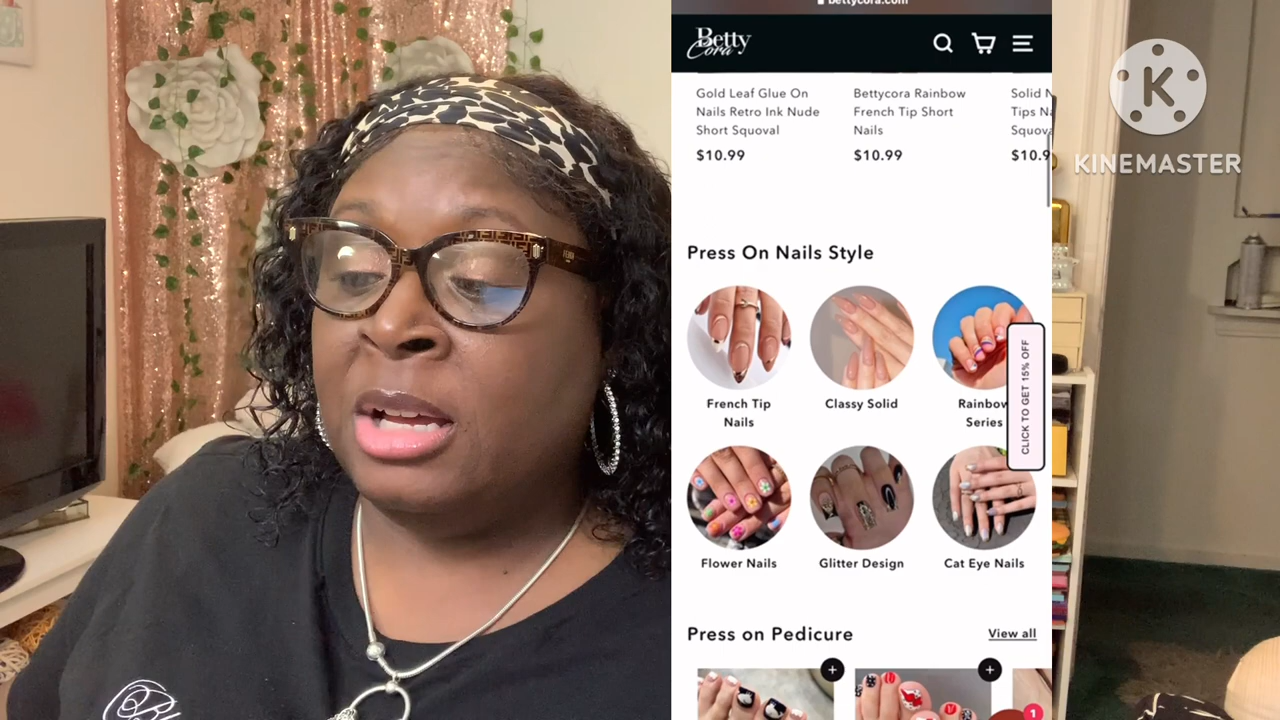 bettycora.com
Betty
Cora
Gold Leaf Glue On
Nails Retro Ink Nude
Short Squoval
$10.99
Bettycora Rainbow
French Tip Short
Nails
$10.99
Solid
Tips
$10.9
KINEMASTER
Press On Nails Style
French Tip
Nails
Classy Solid
Rainbow
Series
CLICK TO GET 15% OFF
Flower Nails
Glitter Design
Cat Eye Nails
Press on Pedicure
View all
1
FENDI